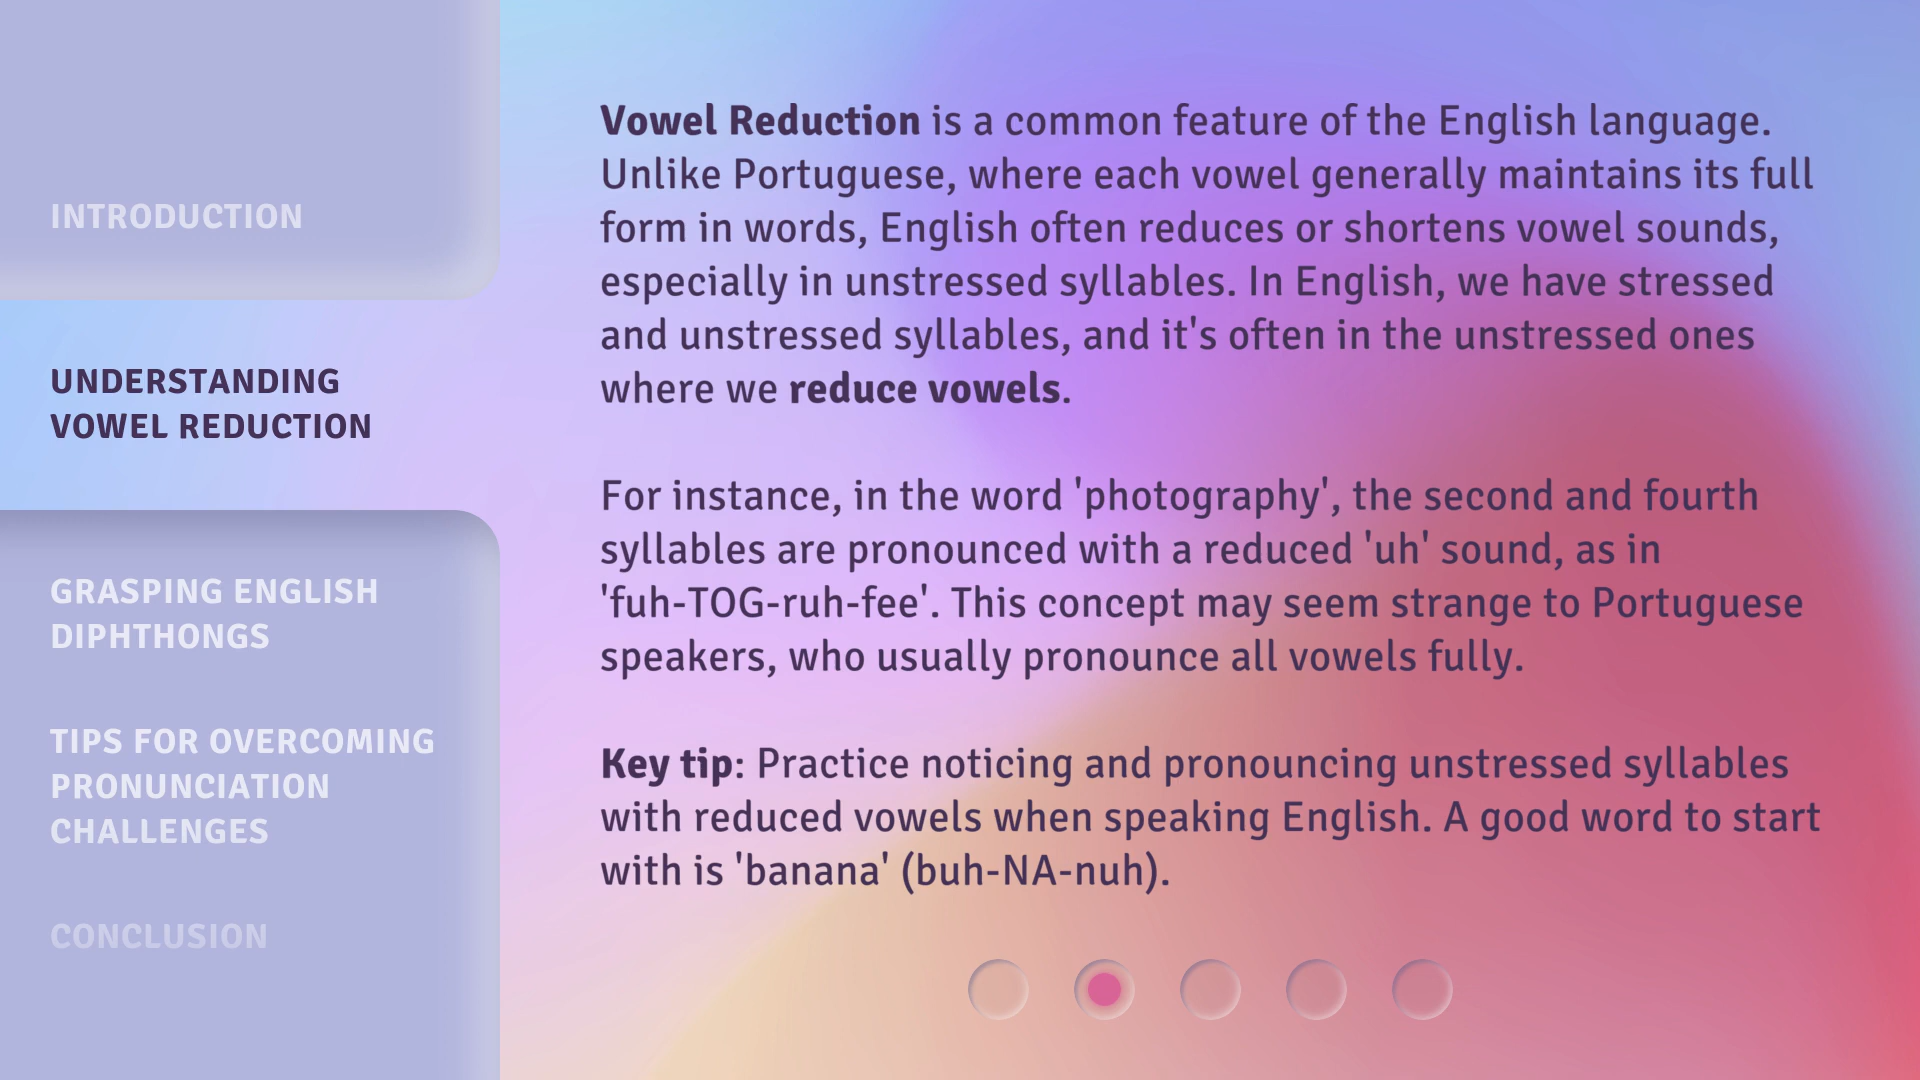 INTRODUCTION
UNDERSTANDING
VOWEL REDUCTION
GRASPING ENGLISH
DIPHTHONGS
TIPS FOR OVERCOMING
PRONUNCIATION
CHALLENGES
CONCLUSION
Vowel Reduction is a common feature of the English language.
Unlike Portuguese, where each vowel generally maintains its full
form in words, English often reduces or shortens vowel sounds,
especially in unstressed syllables. In English, we have stressed
and unstressed syllables, and it's often in the unstressed ones
where we reduce vowels.
For instance, in the word 'photography', the second and fourth
syllables are pronounced with a reduced 'uh' sound, as in
'fuh-TOG-ruh-fee'. This concept may seem strange to Portuguese
speakers, who usually pronounce all vowels fully.
Key tip: Practice noticing and pronouncing unstressed syllables
with reduced vowels when speaking English. A good word to start
with is 'banana' (buh-NA-nuh).